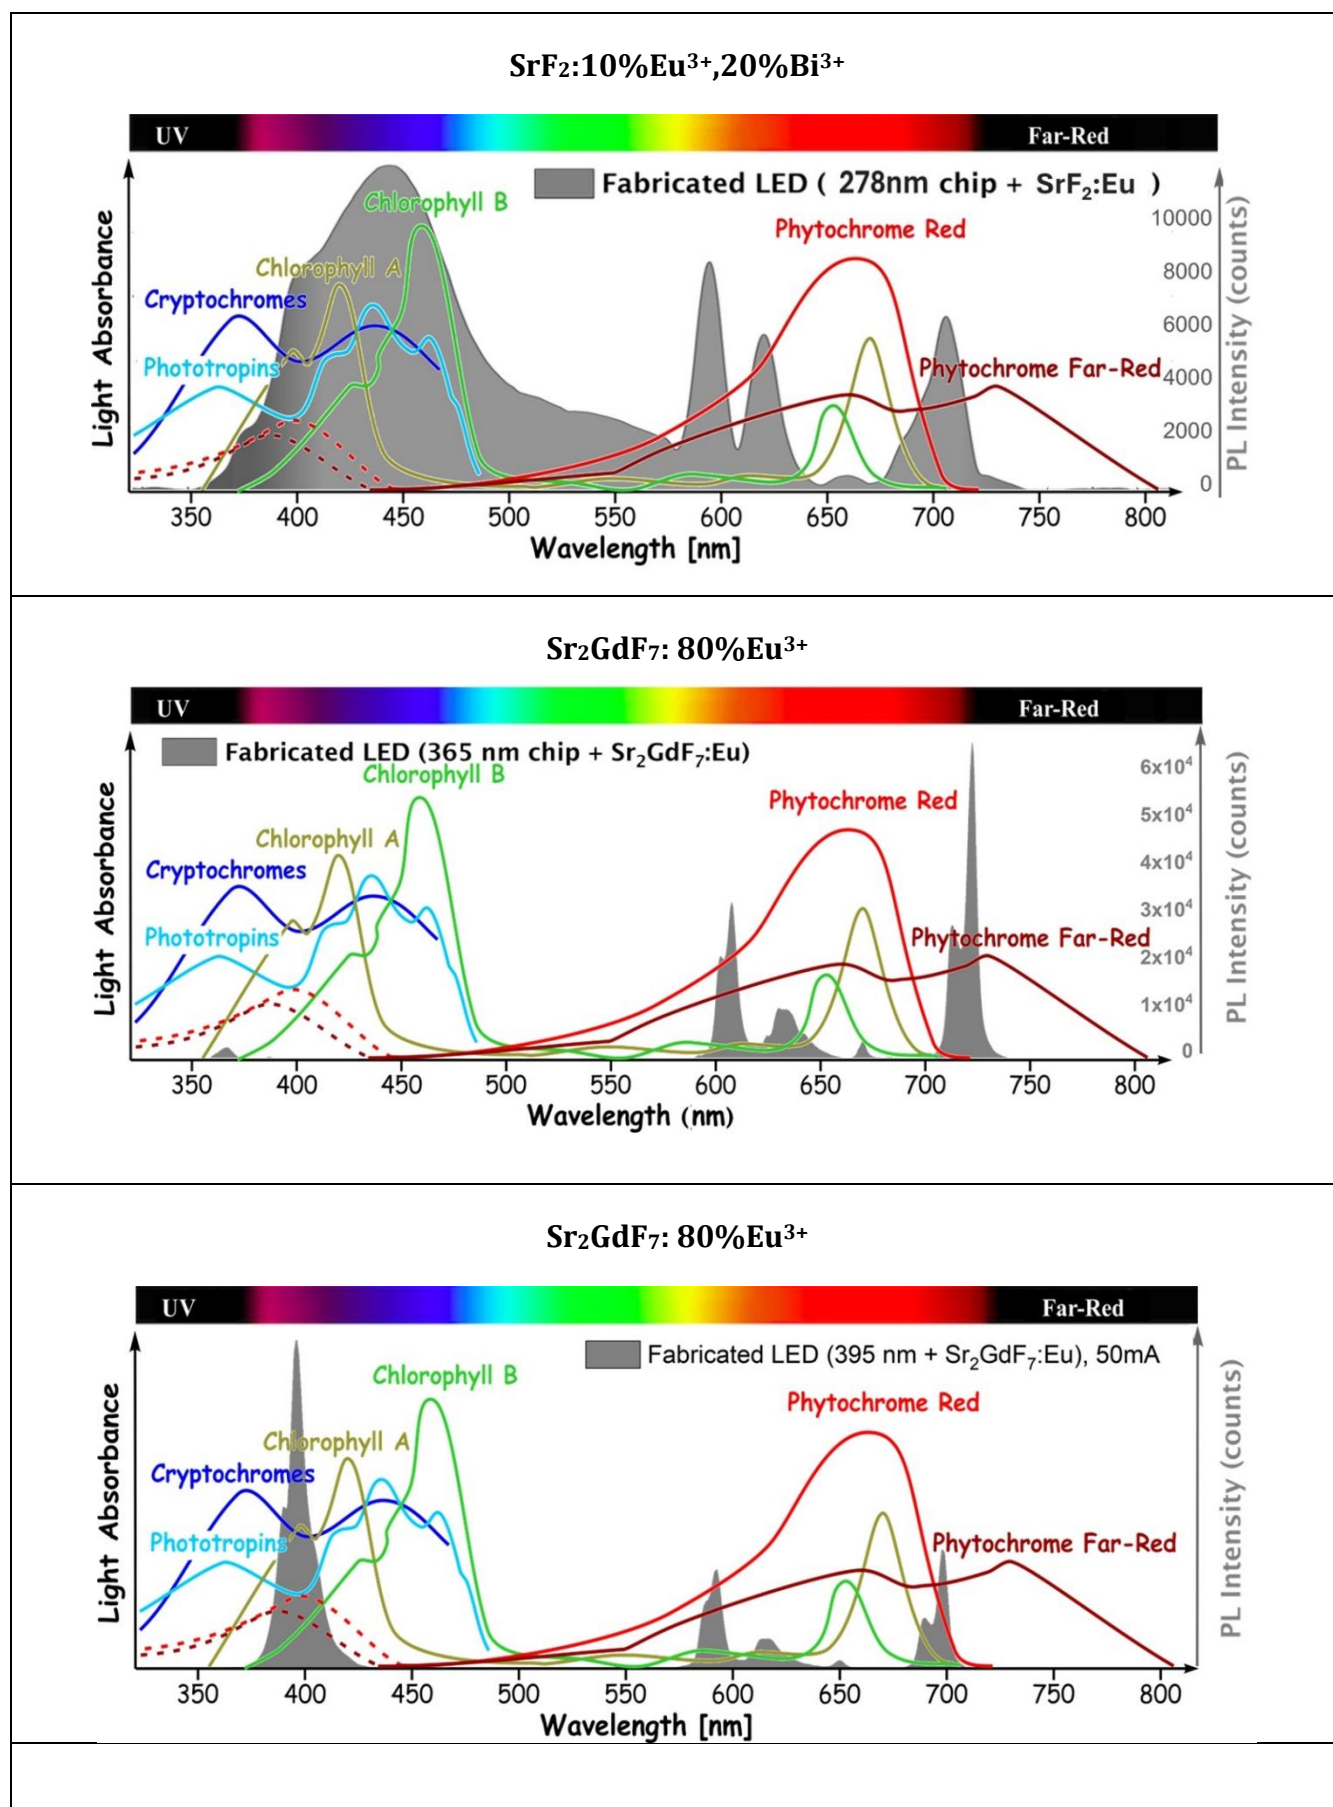 SrF₂:10%Eu³⁺,20%Bi³⁺
UV
Far-Red
Fabricated LED ( 278nm chip + SrF₂:Eu )
Chlorophyll B
Phytochrome Red
Chlorophyll A
Cryptochromes
Phototropins
Phytochrome Far-Red
Light Absorbance
10000
8000
6000
4000
2000
0
PL Intensity (counts)
350 400 450 500 550 600 650 700 750 800
Wavelength [nm]
Sr₂GdF₇: 80%Eu³⁺
UV
Far-Red
Fabricated LED (365 nm chip + Sr₂GdF₇:Eu)
Chlorophyll B
Phytochrome Red
Chlorophyll A
Cryptochromes
Phototropins
Phytochrome Far-Red
Light Absorbance
6x10⁴
5x10⁴
4x10⁴
3x10⁴
2x10⁴
1x10⁴
0
PL Intensity (counts)
350 400 450 500 550 600 650 700 750 800
Wavelength (nm)
Sr₂GdF₇: 80%Eu³⁺
UV
Far-Red
Fabricated LED (395 nm + Sr₂GdF₇:Eu), 50mA
Chlorophyll B
Phytochrome Red
Chlorophyll A
Cryptochromes
Phototropins
Phytochrome Far-Red
Light Absorbance
PL Intensity (counts)
350 400 450 500 550 600 650 700 750 800
Wavelength [nm]